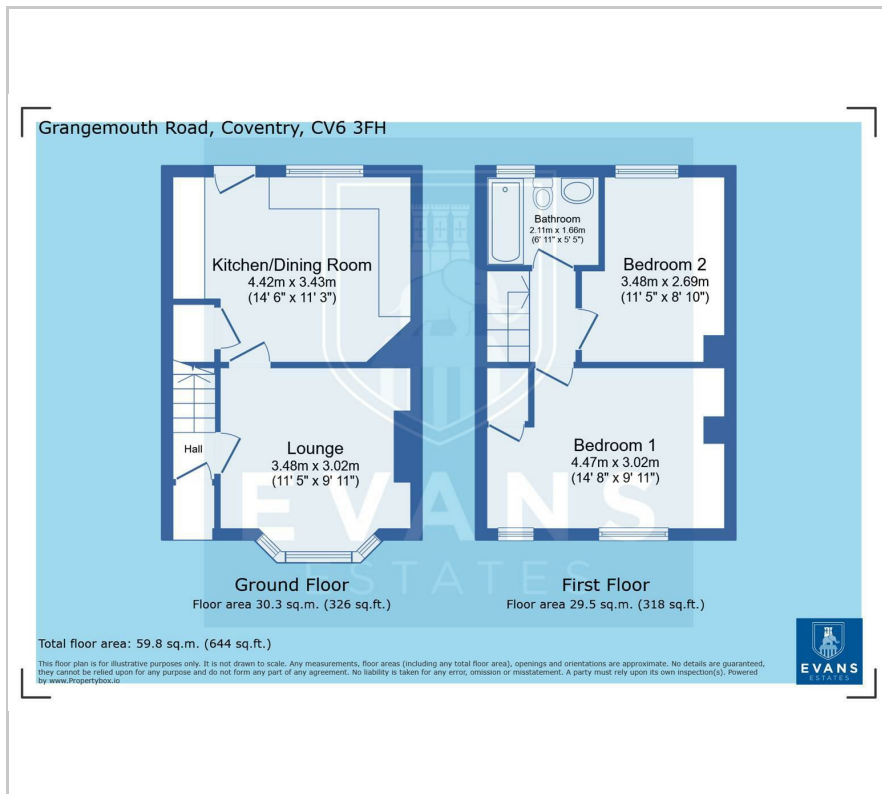 Grangemouth Road, Coventry, CV6 3FH
Kitchen/Dining Room
4.42m x 3.43m
(14' 6" x 11' 3")
Hall
Lounge
3.48m x 3.02m
(11' 5" x 9' 11")
Bathroom
2.11m x 1.66m
(6' 11" x 5' 5")
Bedroom 2
3.48m x 2.69m
(11' 5" x 8' 10")
Bedroom 1
4.47m x 3.02m
(14' 8" x 9' 11")
EVANS
ESTATES
Ground Floor
Floor area 30.3 sq.m. (326 sq.ft.)
First Floor
Floor area 29.5 sq.m. (318 sq.ft.)
Total floor area: 59.8 sq.m. (644 sq.ft.)
This floor plan is for illustrative purposes only. It is not drawn to scale. Any measurements, floor areas (including any total floor area), openings and orientations are approximate. No details are guaranteed,
they cannot be relied upon for any purpose and do not form any part of any agreement. No liability is taken for any error, omission or misstatement. A party must rely upon its own inspection(s). Powered
by www.Propertybox.io
EVANS
ESTATES